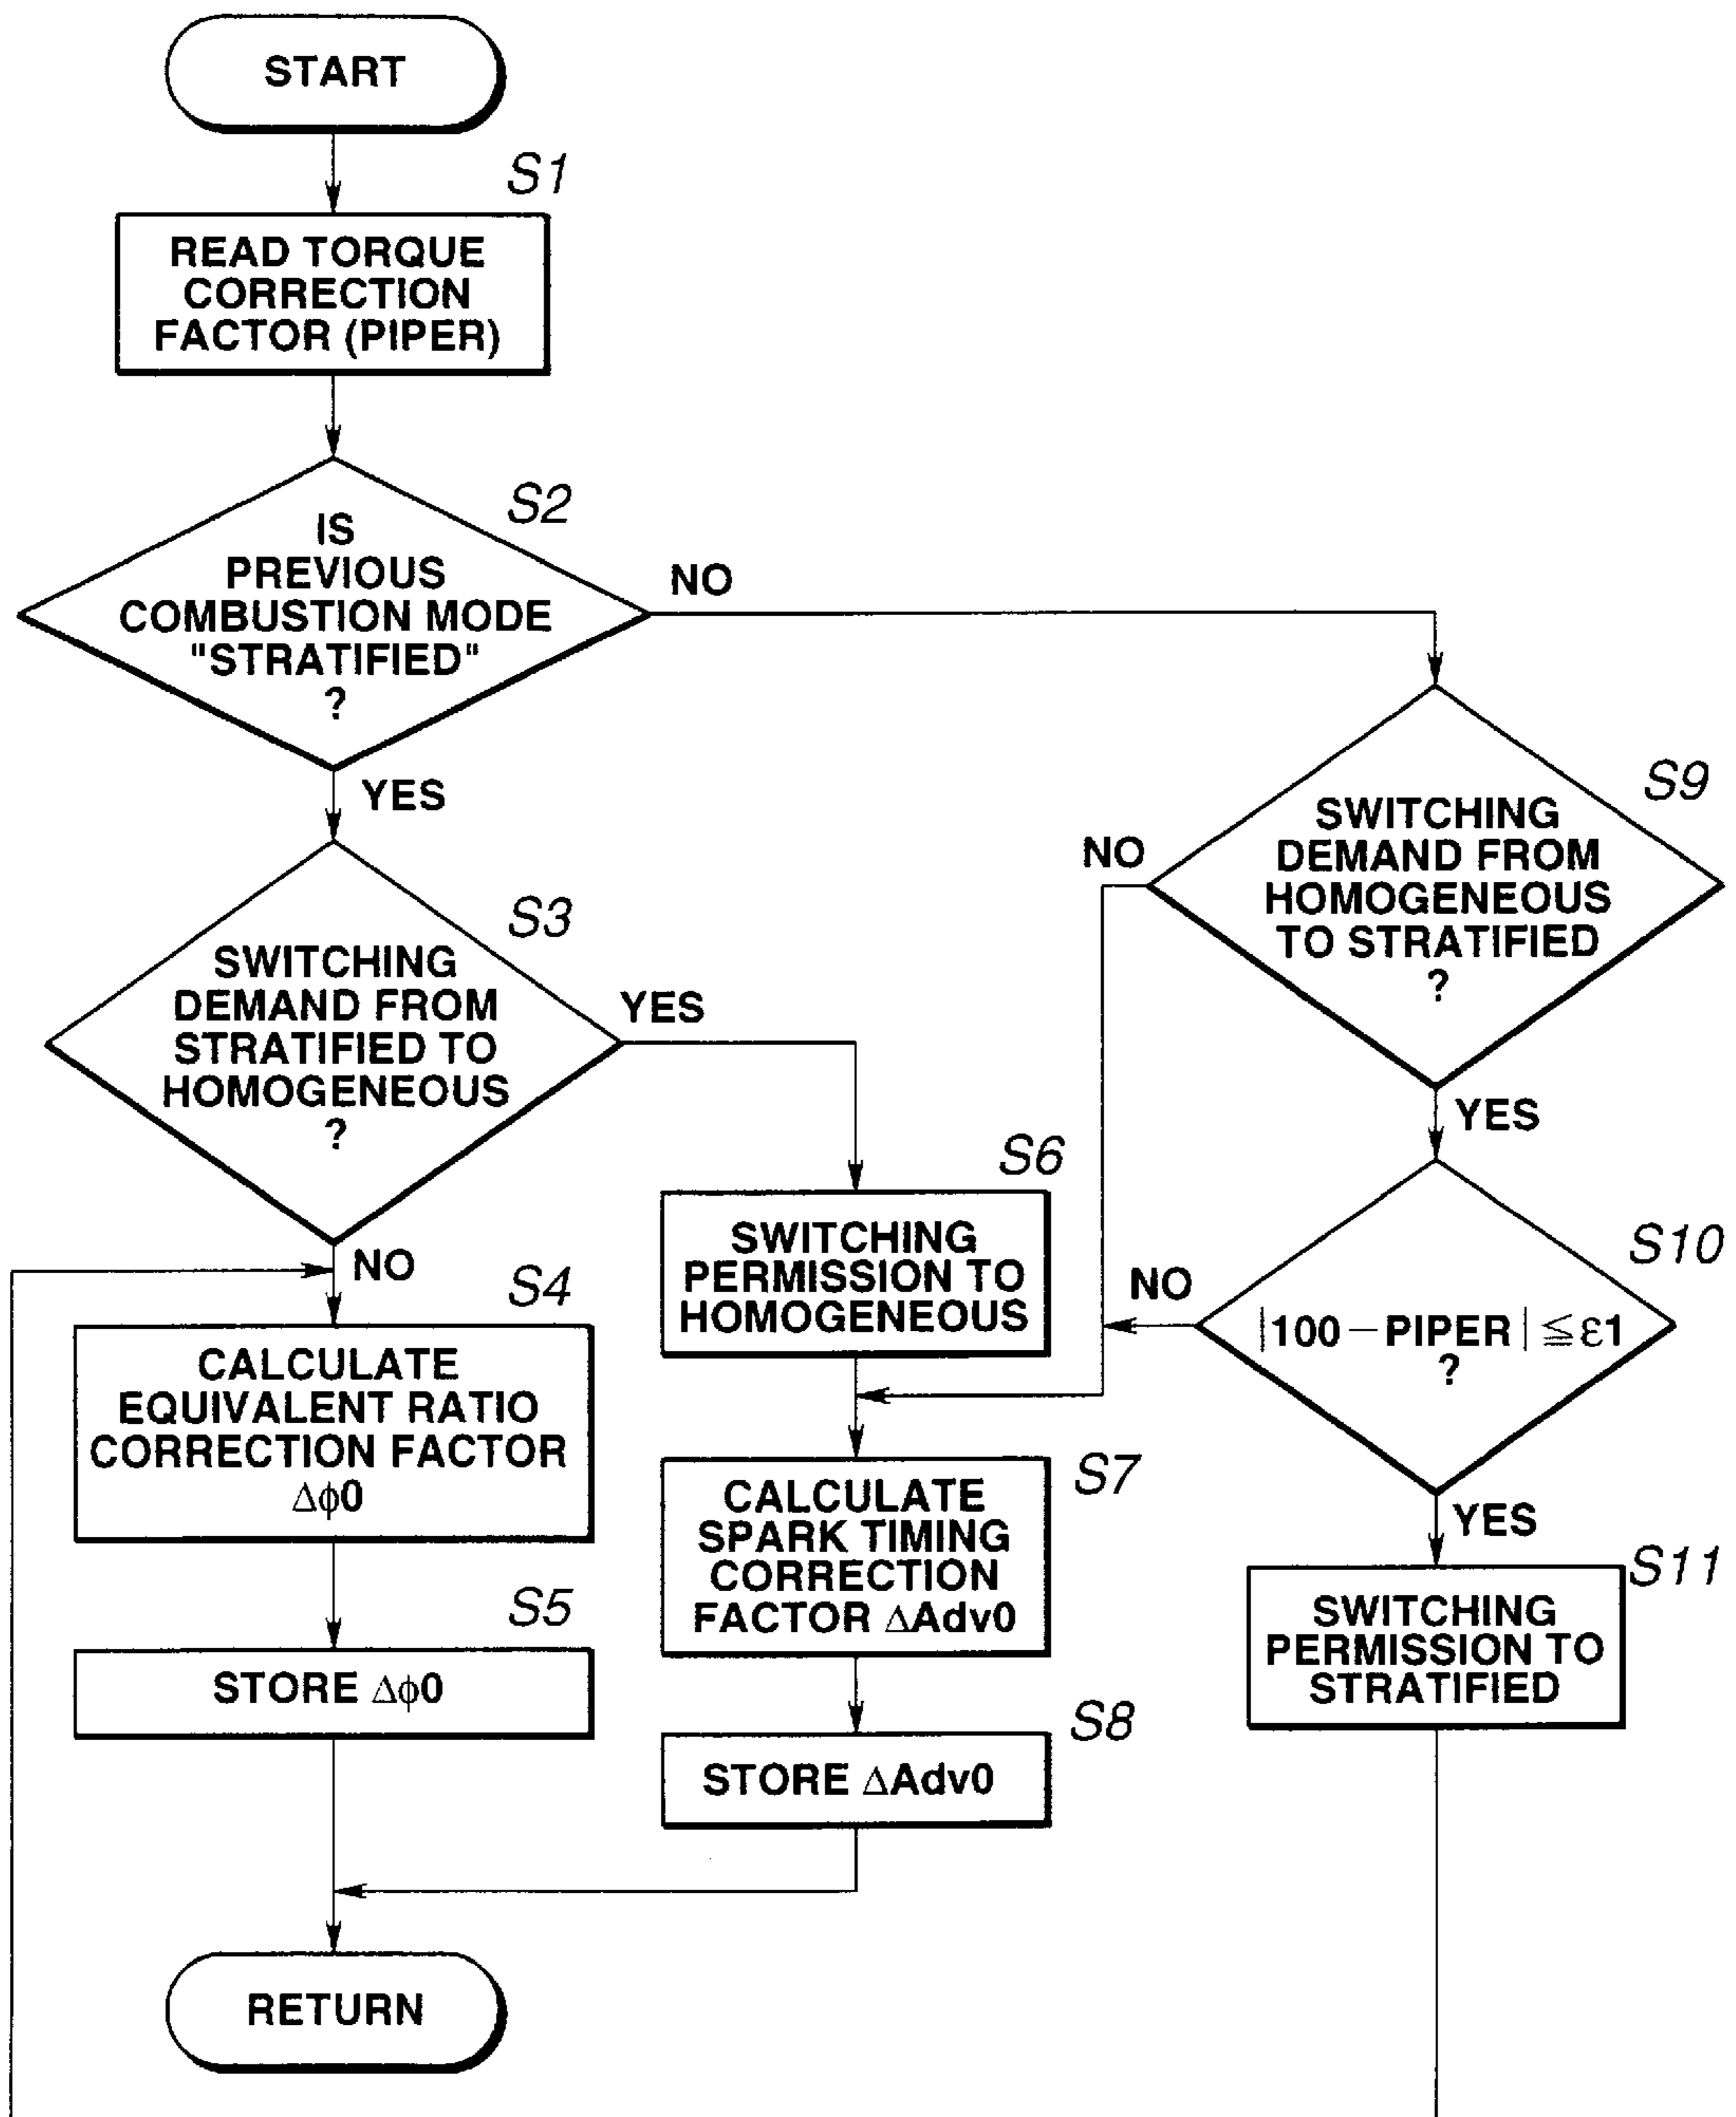 START
S1
READ TORQUE
CORRECTION
FACTOR (PIPER)
S2
IS
PREVIOUS
COMBUSTION MODE
"STRATIFIED"
?
NO
YES
S3
SWITCHING
DEMAND FROM
STRATIFIED TO
HOMOGENEOUS
?
YES
NO
S4
CALCULATE
EQUIVALENT RATIO
CORRECTION FACTOR
Δϕ0
S5
STORE Δϕ0
S6
SWITCHING
PERMISSION TO
HOMOGENEOUS
S7
CALCULATE
SPARK TIMING
CORRECTION
FACTOR ΔAdv0
S8
STORE ΔAdv0
S9
SWITCHING
DEMAND FROM
HOMOGENEOUS
TO STRATIFIED
?
NO
YES
S10
|100－PIPER|≦ε1
?
NO
YES
S11
SWITCHING
PERMISSION TO
STRATIFIED
RETURN